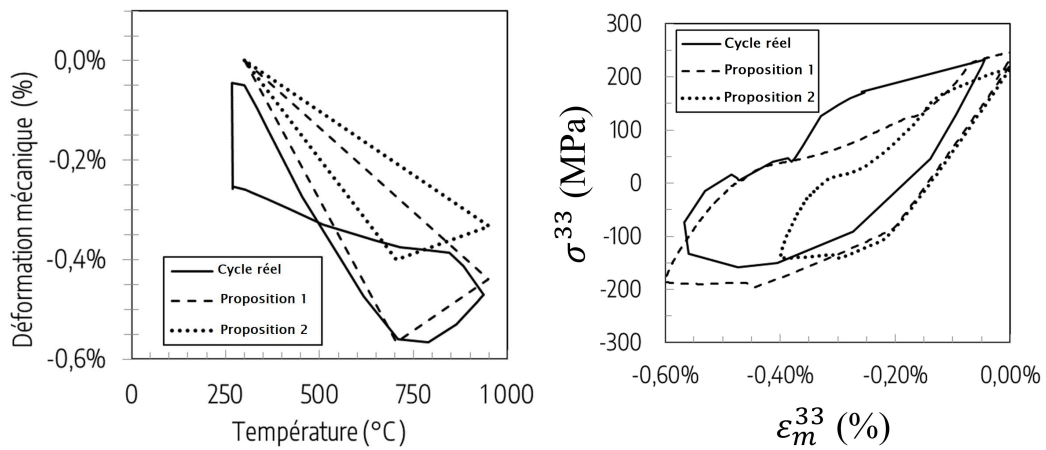 Déformation mécanique (%)
0,0%
-0,2%
-0,4%
-0,6%
Cycle réel
Proposition 1
Proposition 2
0
250
500
750
1 000
Température (°C)
σ³³ (MPa)
300
200
100
0
-100
-200
-300
Cycle réel
Proposition 1
Proposition 2
-0,60%
-0,40%
-0,20%
0,00%
ε³³ₘ (%)